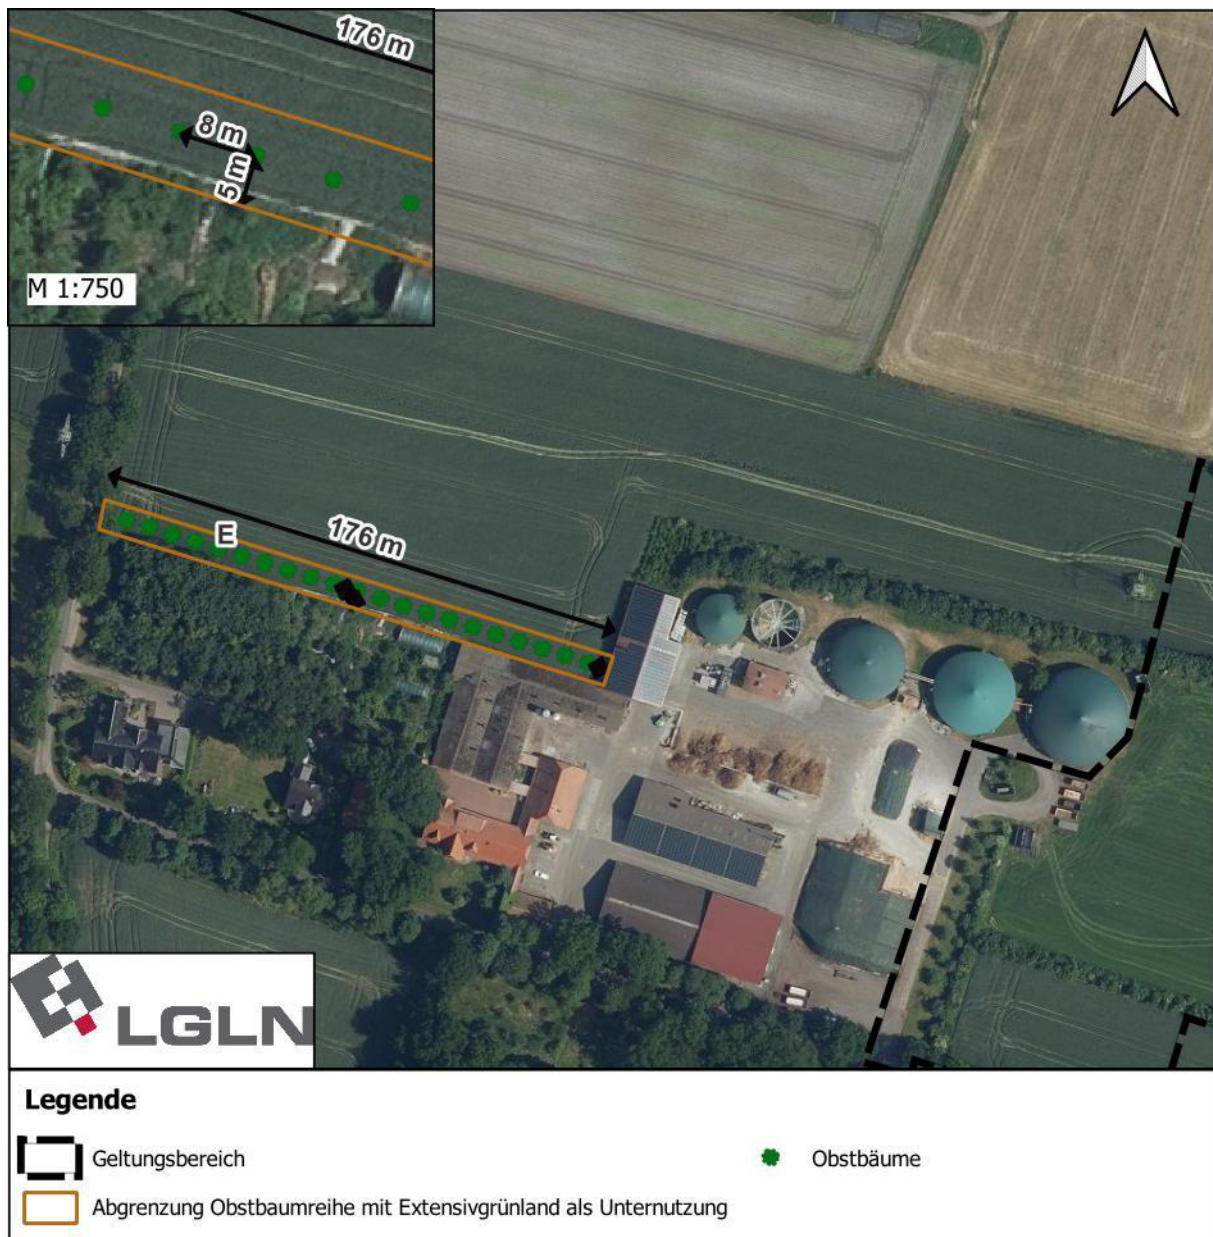 176 m
8 m
5 m
M 1:750
E
176 m
LGLN
Legende
Geltungsbereich
Obstbäume
Abgrenzung Obstbaumreihe mit Extensivgrünland als Unternutzung